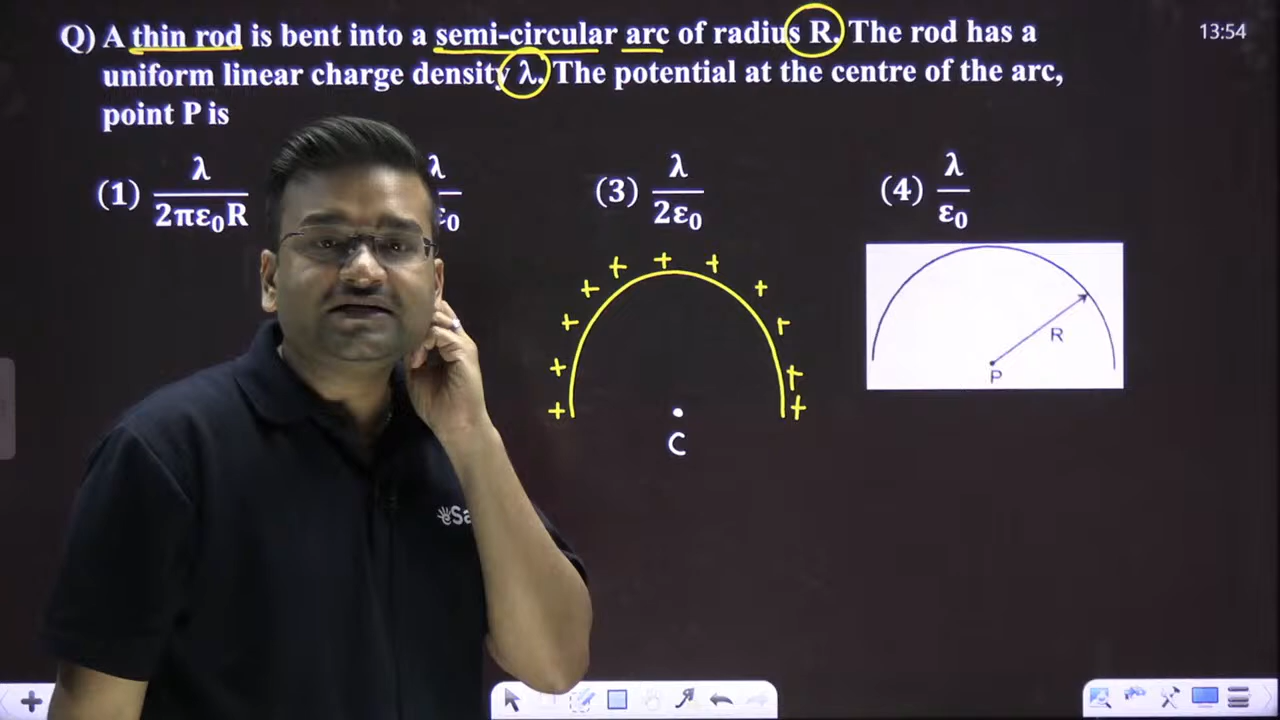 Q) A thin rod is bent into a semi-circular arc of radius R. The rod has a
13:54
uniform linear charge density λ. The potential at the centre of the arc,
point P is
(1) λ/2πε₀R
λ
(3) λ/2ε₀
(4) λ/ε₀
+ + + + + + + + + + + +
R
P
C